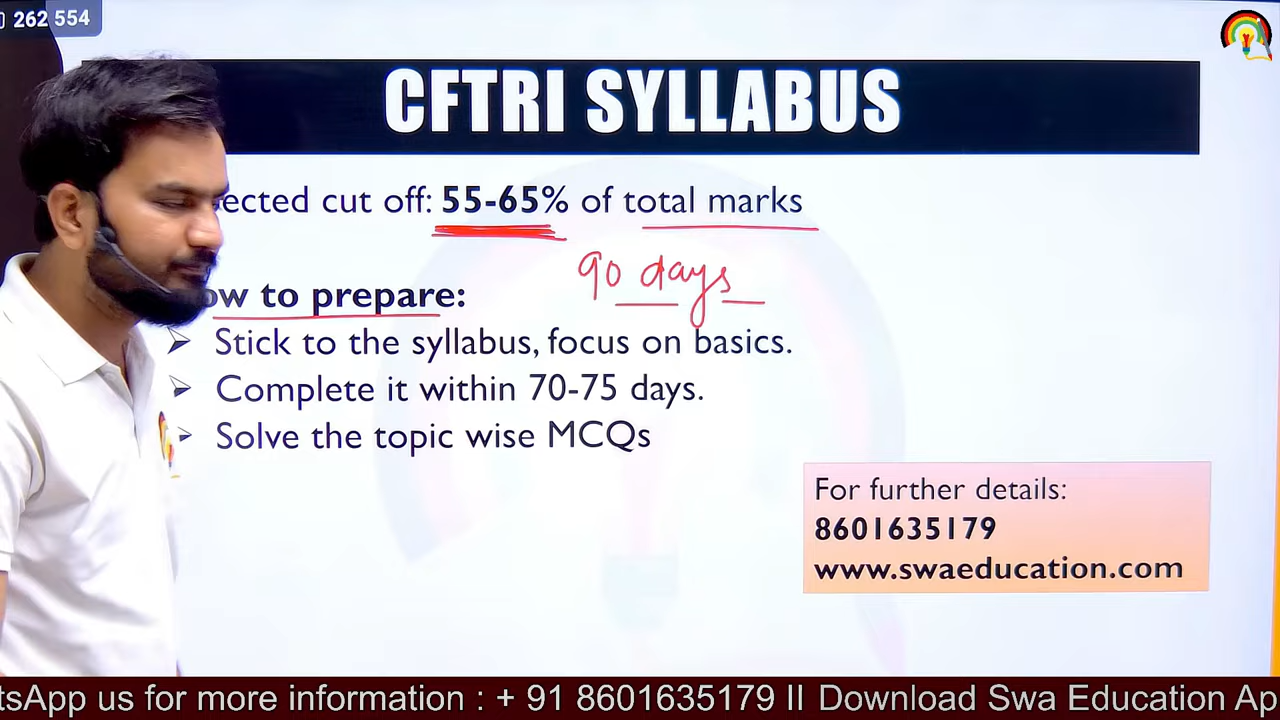 262 554
CFTRI SYLLABUS
ected cut off: 55-65% of total marks
90 days
ow to prepare:
Stick to the syllabus, focus on basics.
Complete it within 70-75 days.
Solve the topic wise MCQs
For further details:
8601635179
www.swaeducation.com
tsApp us for more information : + 91 8601635179 II Download Swa Education Ap